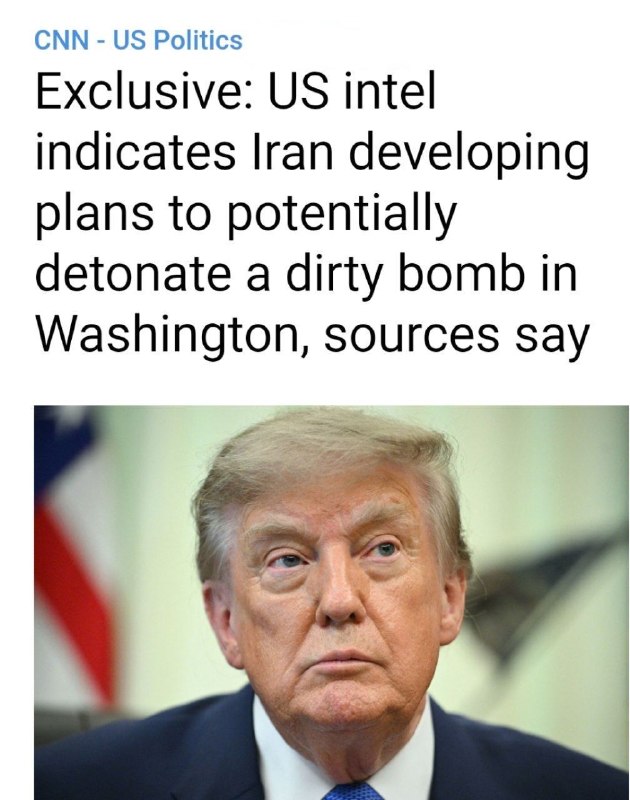 CNN - US Politics
Exclusive: US intel
indicates Iran developing
plans to potentially
detonate a dirty bomb in
Washington, sources say